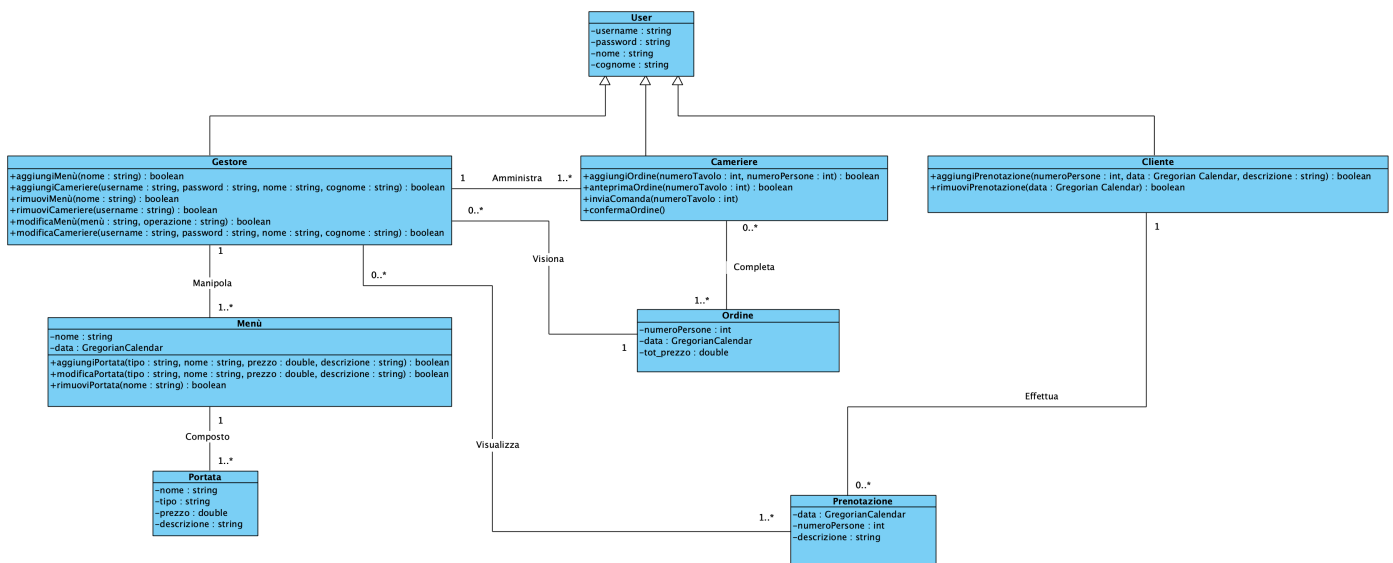 User
-username : string
-password : string
-nome : string
-cognome : string
Gestore
+aggiungiMenù(nome : string) : boolean
+aggiungiCameriere(username : string, password : string, nome : string, cognome : string) : boolean
+rimuoviMenù(nome : string) : boolean
+rimuoviCameriere(username : string) : boolean
+modificaMenù(menù : string, operazione : string) : boolean
+modificaCameriere(username : string, password : string, nome : string, cognome : string) : boolean
1
Amministra
1..*
Cameriere
+aggiungiOrdine(numeroTavolo : int, numeroPersone : int) : boolean
+anteprimaOrdine(numeroTavolo : int) : boolean
+inviaComanda(numeroTavolo : int)
+confermaOrdine()
Cliente
+aggiungiPrenotazione(numeroPersone : int, data : Gregorian Calendar, descrizione : string) : boolean
+rimuoviPrenotazione(data : Gregorian Calendar) : boolean
0..*
Visiona
1
0..*
Completa
1..*
1
Manipola
1..*
0..*
Visualizza
1..*
1
Effettua
0..*
Menù
-nome : string
-data : GregorianCalendar
+aggiungiPortata(tipo : string, nome : string, prezzo : double, descrizione : string) : boolean
+modificaPortata(tipo : string, nome : string, prezzo : double, descrizione : string) : boolean
+rimuoviPortata(nome : string) : boolean
Ordine
-numeroPersone : int
-data : GregorianCalendar
-tot_prezzo : double
1
Composto
1..*
Portata
-nome : string
-tipo : string
-prezzo : double
-descrizione : string
Prenotazione
-data : GregorianCalendar
-numeroPersone : int
-descrizione : string